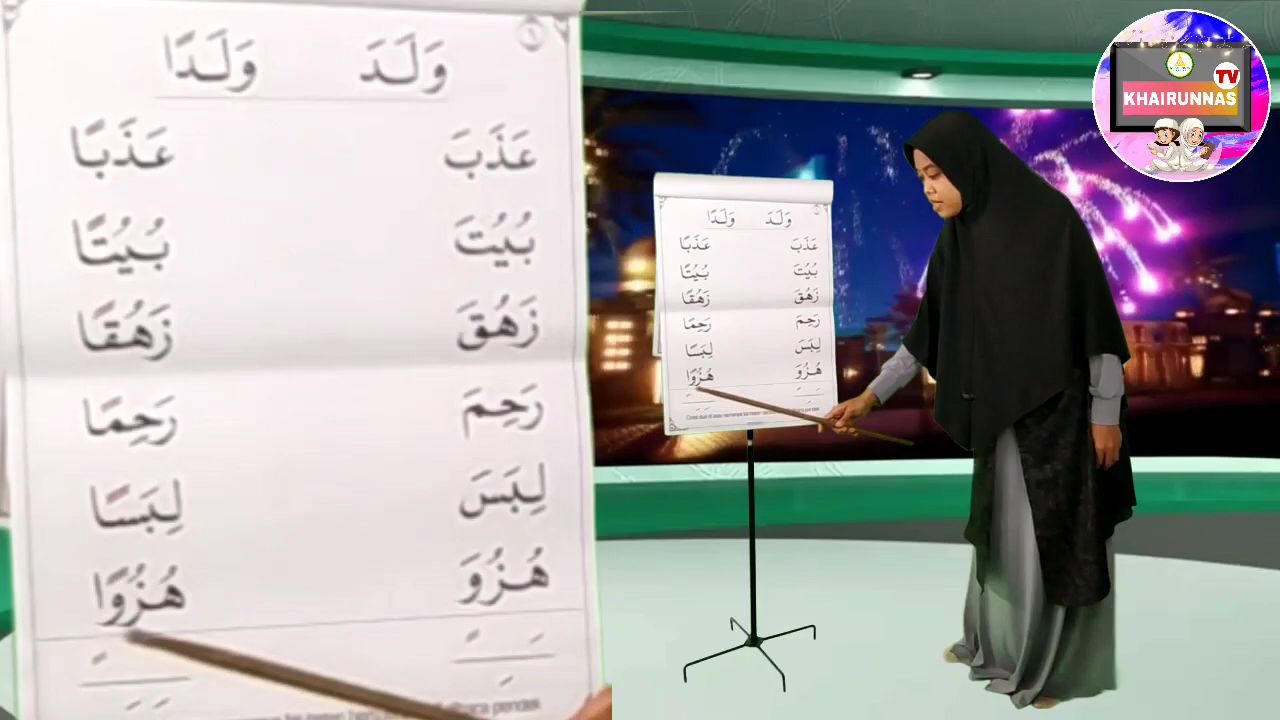 وَلَدَ وَلَدًا
عَذَبَ عَذَبًا
بُيُتَ بُيُتًا
زَهُقَ زَهُقًا
رَحِمَ رَحِمًا
لِبَسَ لِبَسًا
هُزُوَ هُزُوًا
TV
KHAIRUNNAS
وَلَدَ وَلَدًا
عَذَبَ عَذَبًا
بُيُتَ بُيُتًا
زَهُقَ زَهُقًا
رَحِمَ رَحِمًا
لِبَسَ لِبَسًا
هُزُوَ هُزُوًا